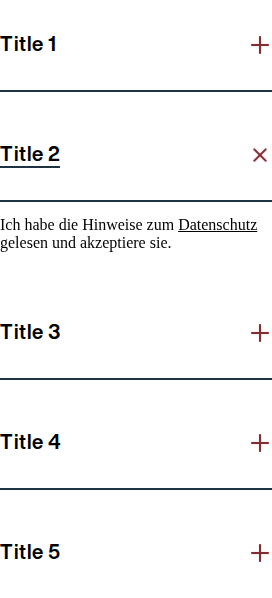 Title 1
Title 2
Ich habe die Hinweise zum Datenschutz
gelesen und akzeptiere sie.
Title 3
Title 4
Title 5